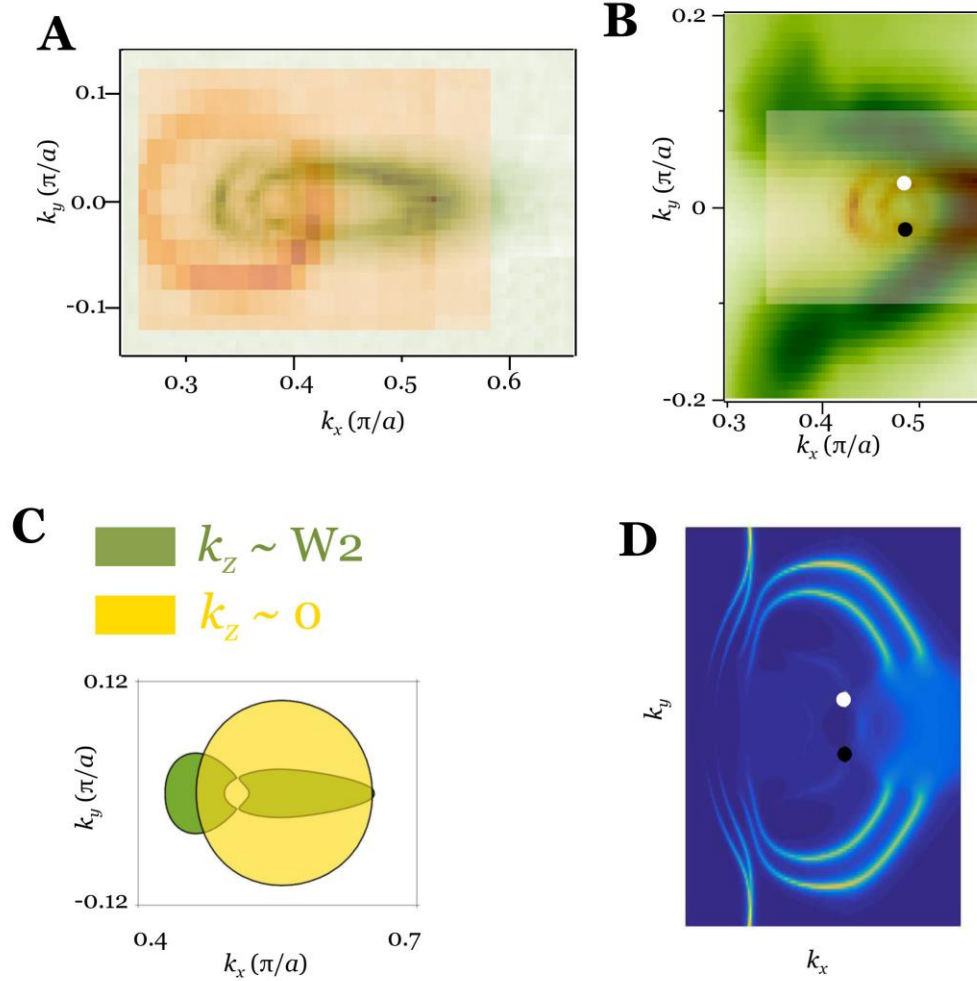 A
0.1
0.0
-0.1
k_y (π/a)
0.3
0.4
0.5
0.6
k_x (π/a)
B
0.2
0
-0.2
k_y (π/a)
0.3
0.4
0.5
k_x (π/a)
C
k_z ~ W2
k_z ~ 0
0.12
-0.12
k_y (π/a)
0.4
0.7
k_x (π/a)
D
k_y
k_x